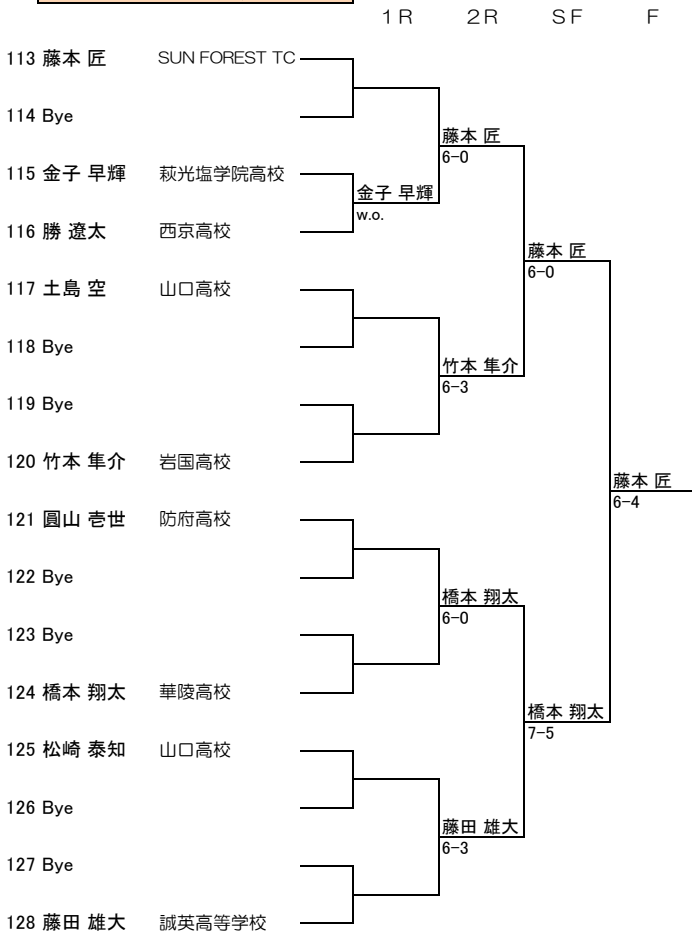 1R 2R SF F
113 藤本 匠 SUN FOREST TC
114 Bye
藤本 匠
6-0
115 金子 早輝 萩光塩学院高校
金子 早輝
w.o.
116 勝 遼太 西京高校
藤本 匠
6-0
117 土島 空 山口高校
118 Bye
竹本 隼介
6-3
119 Bye
120 竹本 隼介 岩国高校
藤本 匠
6-4
121 圓山 壱世 防府高校
122 Bye
橋本 翔太
6-0
123 Bye
124 橋本 翔太 華陵高校
橋本 翔太
7-5
125 松崎 泰知 山口高校
126 Bye
藤田 雄大
6-3
127 Bye
128 藤田 雄大 誠英高等学校